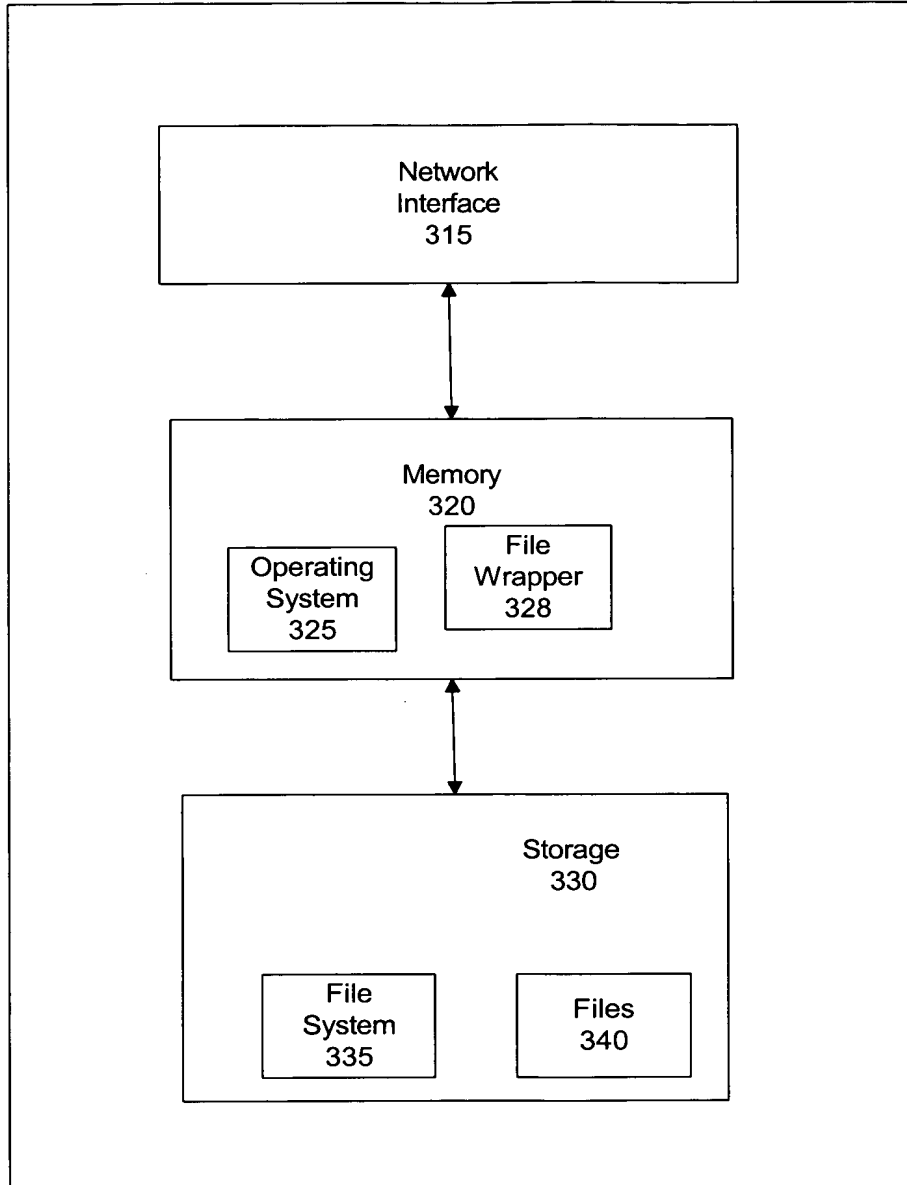 Network
Interface
315
Memory
320
Operating
System
325
File
Wrapper
328
Storage
330
File
System
335
Files
340